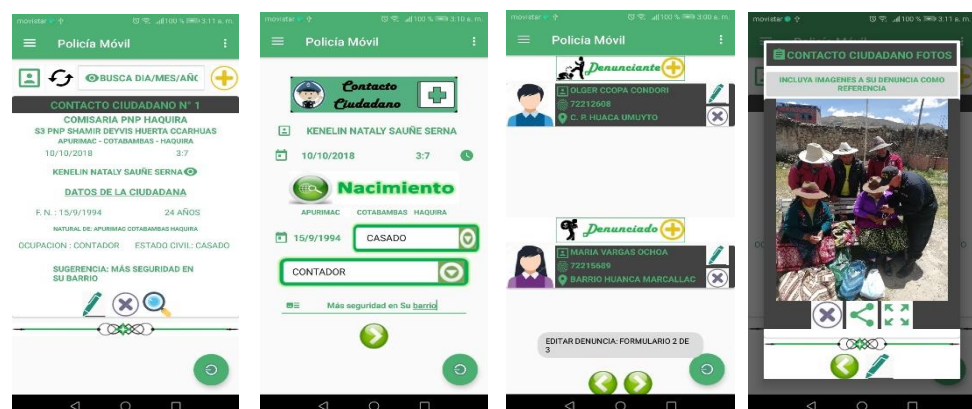 movistar 100 % 3:11 a. m.
Policía Móvil
BUSCA DIA/MES/AÑO
CONTACTO CIUDADANO N° 1
COMISARIA PNP HAQUIRA
S3 PNP SHAMIR DEYVIS HUERTA CCARHUAS
APURIMAC - COTABAMBAS - HAQUIRA
10/10/2018 3:7
KENELIN NATALY SAUÑE SERNA
DATOS DE LA CIUDADANA
F. N. : 15/9/1994 24 AÑOS
NATURAL DE: APURIMAC COTABAMBAS HAQUIRA
OCUPACION : CONTADOR ESTADO CIVIL: CASADO
SUGERENCIA: MÁS SEGURIDAD EN
SU BARRIO
movistar 100 % 3:10 a. m.
Policía Móvil
Contacto
Ciudadano
KENELIN NATALY SAUÑE SERNA
10/10/2018 3:7
Nacimiento
APURIMAC COTABAMBAS HAQUIRA
15/9/1994 CASADO
CONTADOR
Más seguridad en Su barrio
movistar 100 % 3:00 a. m.
Policía Móvil
Denunciante
OLGER CCOPA CONDORI
72212608
C. P. HUACA UMUYTO
Denunciado
MARIA VARGAS OCHOA
72215689
BARRIO HUANCA MARCALLAC
EDITAR DENUNCIA: FORMULARIO 2 DE
3
movistar 100 % 3:11 a. m.
CONTACTO CIUDADANO FOTOS
INCLUYA IMAGENES A SU DENUNCIA COMO
REFERENCIA